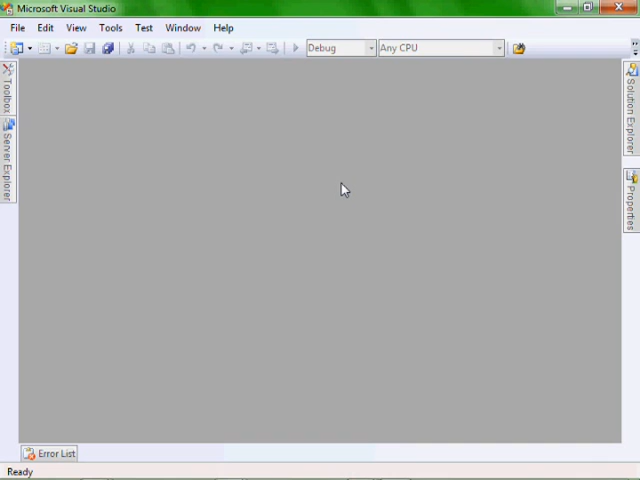 Microsoft Visual Studio
File Edit View Tools Test Window Help
Debug Any CPU
Toolbox
Server Explorer
Solution Explorer
Properties
Error List
Ready